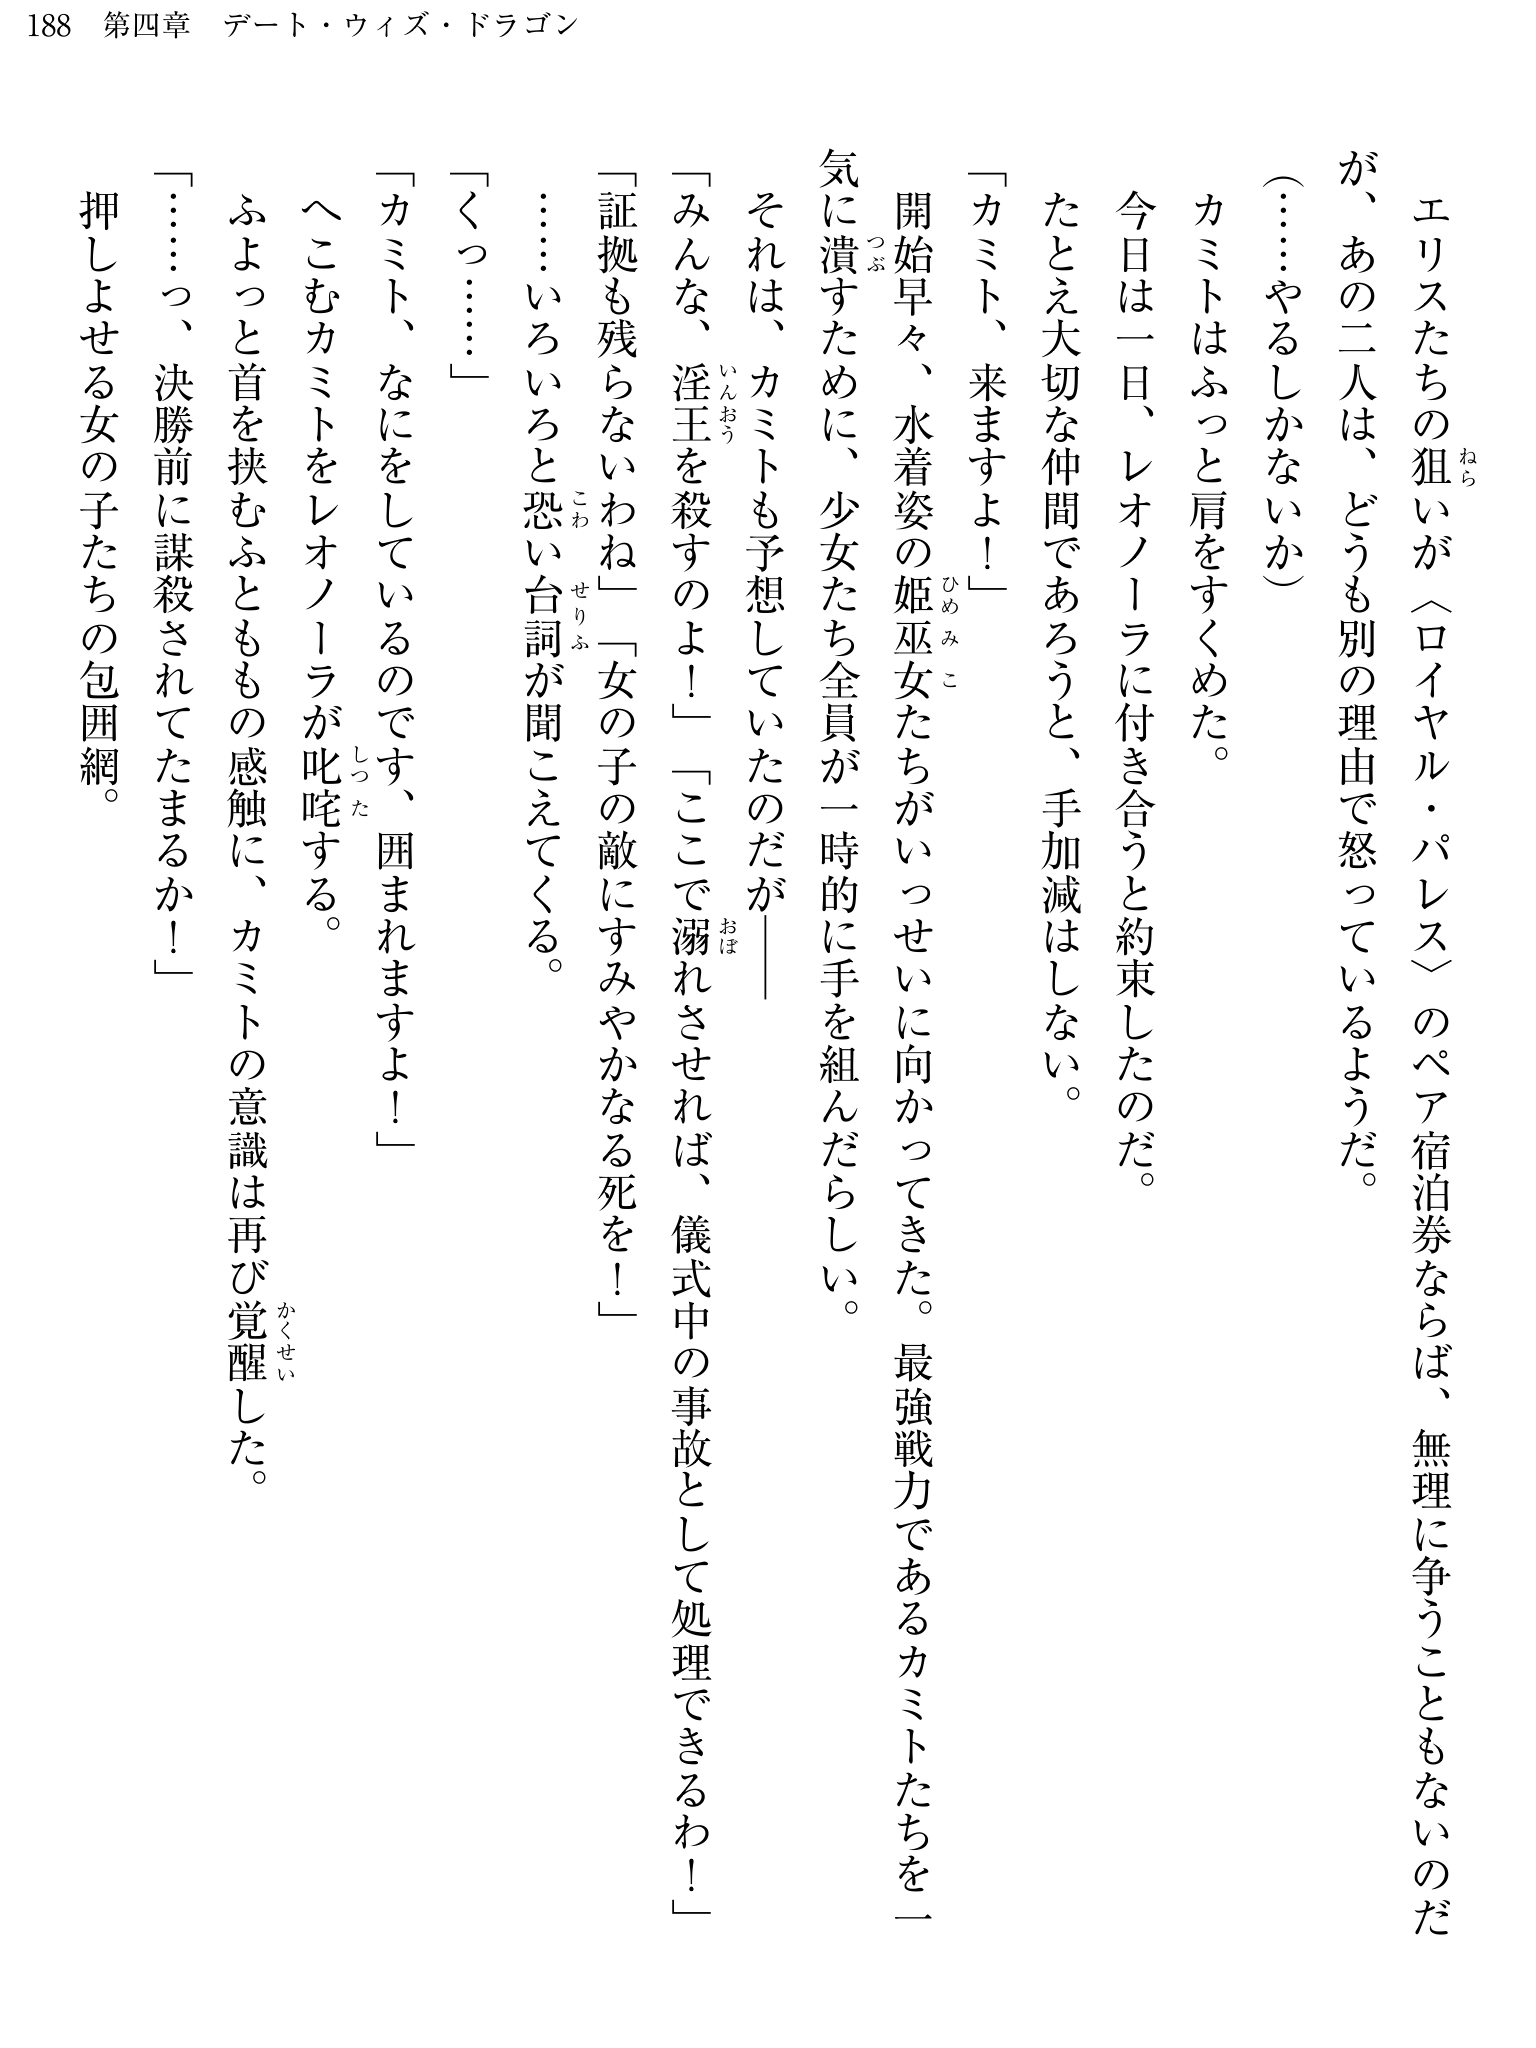 188　第四章　デート・ウィズ・ドラゴン
　エリスたちの狙いが〈ロイヤル・パレス〉のペア宿泊券ならば、無理に争うこともないのだ
が、あの二人は、どうも別の理由で怒っているようだ。
（……やるしかないか）
　カミトはふっと肩をすくめた。
　今日は一日、レオノーラに付き合うと約束したのだ。
　たとえ大切な仲間であろうと、手加減はしない。
「カミト、来ますよ！」
　開始早々、水着姿の姫巫女たちがいっせいに向かってきた。最強戦力であるカミトたちを一
気に潰すために、少女たち全員が一時的に手を組んだらしい。
　それは、カミトも予想していたのだが――
「みんな、淫王を殺すのよ！」「ここで溺れさせれば、儀式中の事故として処理できるわ！」
「証拠も残らないわね」「女の子の敵にすみやかなる死を！」
　……いろいろと恐い台詞が聞こえてくる。
「くっ……」
「カミト、なにをしているのです、囲まれますよ！」
　へこむカミトをレオノーラが叱咤する。
　ふよっと首を挟むふとももの感触に、カミトの意識は再び覚醒した。
「……っ、決勝前に謀殺されてたまるか！」
　押しよせる女の子たちの包囲網。